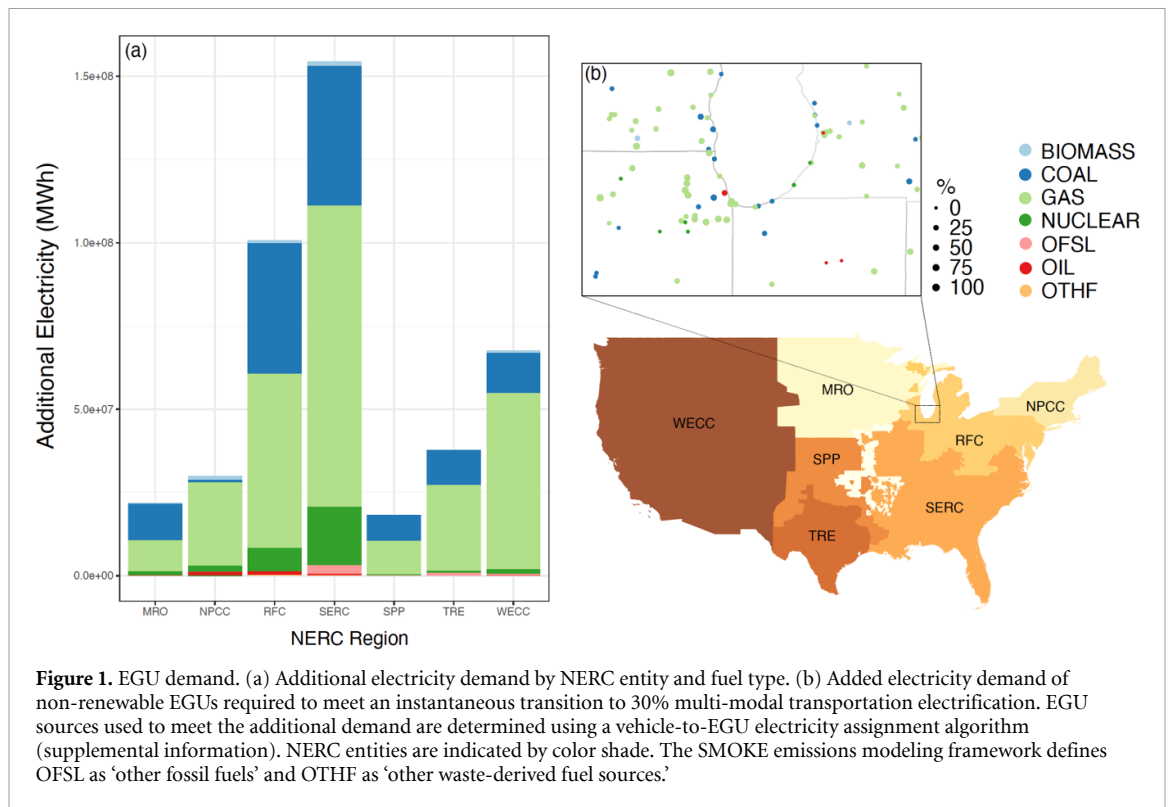 (a)
Additional Electricity (MWh)
1.5e+08
1.0e+08
5.0e+07
0.0e+00
MRO NPCC RFC SERC SPP TRE WECC
NERC Region
(b)
%
0
25
50
75
100
BIOMASS
COAL
GAS
NUCLEAR
OFSL
OIL
OTHF
WECC
MRO
NPCC
RFC
SPP
SERC
TRE
Figure 1. EGU demand. (a) Additional electricity demand by NERC entity and fuel type. (b) Added electricity demand of
non-renewable EGUs required to meet an instantaneous transition to 30% multi-modal transportation electrification. EGU
sources used to meet the additional demand are determined using a vehicle-to-EGU electricity assignment algorithm
(supplemental information). NERC entities are indicated by color shade. The SMOKE emissions modeling framework defines
OFSL as ‘other fossil fuels’ and OTHF as ‘other waste-derived fuel sources.’